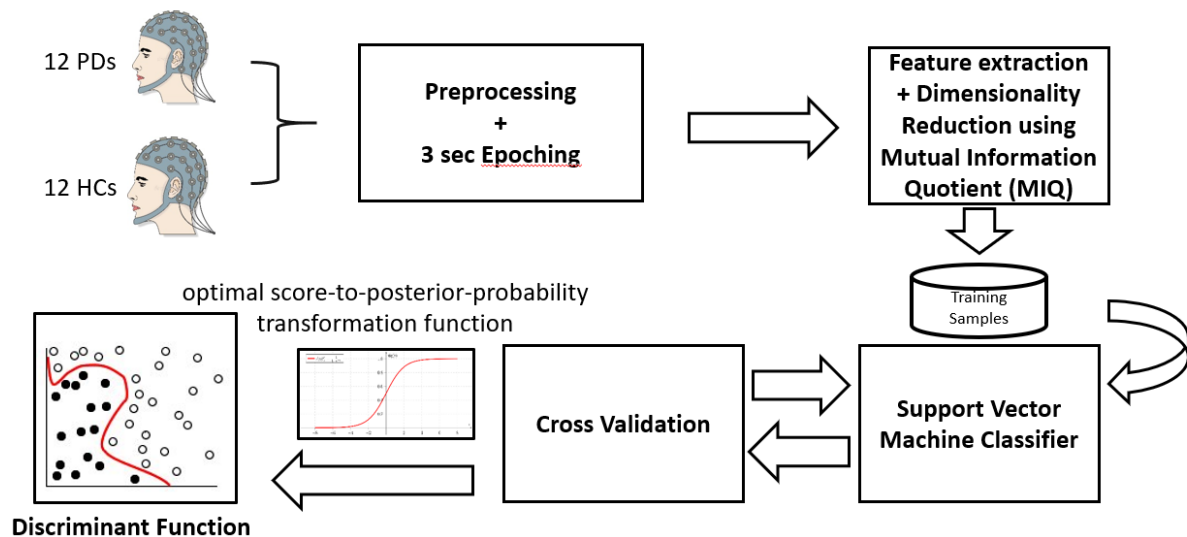 12 PDs
12 HCs
Preprocessing
+
3 sec Epoching
Feature extraction
+ Dimensionality
Reduction using
Mutual Information
Quotient (MIQ)
Training
Samples
Support Vector
Machine Classifier
Cross Validation
optimal score-to-posterior-probability
transformation function
Discriminant Function